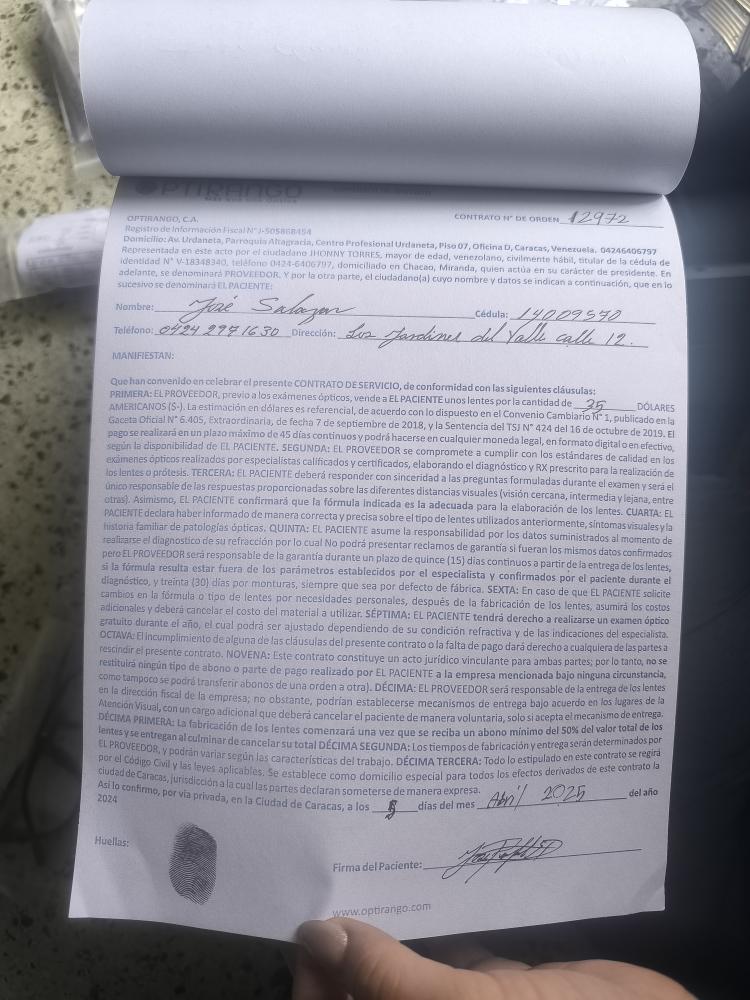 OPTIRANGO
CONTRATO N° DE ORDEN 12972
OPTIRANGO, C.A.
Registro de Información Fiscal N° J-505868454
Domicilio: Av. Urdaneta, Parroquia Altagracia, Centro Profesional Urdaneta, Piso 07, Oficina D, Caracas, Venezuela. 04246406797
Representada en este acto por el ciudadano JHONNY TORRES, mayor de edad, venezolano, civilmente hábil, titular de la cédula de
identidad N° V-18348340, teléfono 0424-6406797, domiciliado en Chacao, Miranda, quien actúa en su carácter de presidente. En
adelante, se denominará PROVEEDOR. Y por la otra parte, el ciudadano(a) cuyo nombre y datos se indican a continuación, que en lo
sucesivo se denominará EL PACIENTE:
Nombre: José Salazar Cédula: 14009570
Teléfono: 0424 2971630 Dirección: Los Jardines del Valle calle 12.
MANIFIESTAN:
Que han convenido en celebrar el presente CONTRATO DE SERVICIO, de conformidad con las siguientes cláusulas:
PRIMERA: EL PROVEEDOR, previo a los exámenes ópticos, vende a EL PACIENTE unos lentes por la cantidad de 35 DÓLARES
AMERICANOS (S-). La estimación en dólares es referencial, de acuerdo con lo dispuesto en el Convenio Cambiario N° 1, publicado en la
Gaceta Oficial N° 6.405, Extraordinaria, de fecha 7 de septiembre de 2018, y la Sentencia del TSJ N° 424 del 16 de octubre de 2019. El
pago se realizará en un plazo máximo de 45 días continuos y podrá hacerse en cualquier moneda legal, en formato digital o en efectivo,
según la disponibilidad de EL PACIENTE. SEGUNDA: EL PROVEEDOR se compromete a cumplir con los estándares de calidad en los
exámenes ópticos realizados por especialistas calificados y certificados, elaborando el diagnóstico y RX prescrito para la realización de
los lentes o prótesis. TERCERA: EL PACIENTE deberá responder con sinceridad a las preguntas formuladas durante el examen y será el
único responsable de las respuestas proporcionadas sobre las diferentes distancias visuales (visión cercana, intermedia y lejana, entre
otras). Asimismo, EL PACIENTE confirmará que la fórmula indicada es la adecuada para la elaboración de los lentes. CUARTA: EL
PACIENTE declara haber informado de manera correcta y precisa sobre el tipo de lentes utilizados anteriormente, síntomas visuales y la
historia familiar de patologías ópticas. QUINTA: EL PACIENTE asume la responsabilidad por los datos suministrados al momento de
realizarse el diagnostico de su refracción por lo cual No podrá presentar reclamos de garantía si fueran los mismos datos confirmados
pero EL PROVEEDOR será responsable de la garantía durante un plazo de quince (15) días continuos a partir de la entrega de los lentes,
si la fórmula resulta estar fuera de los parámetros establecidos por el especialista y confirmados por el paciente durante el
diagnóstico, y treinta (30) días por monturas, siempre que sea por defecto de fábrica. SEXTA: En caso de que EL PACIENTE solicite
cambios en la fórmula o tipo de lentes por necesidades personales, después de la fabricación de los lentes, asumirá los costos
adicionales y deberá cancelar el costo del material a utilizar. SÉPTIMA: EL PACIENTE tendrá derecho a realizarse un examen óptico
gratuito durante el año, el cual podrá ser ajustado dependiendo de su condición refractiva y de las indicaciones del especialista.
OCTAVA: El incumplimiento de alguna de las cláusulas del presente contrato o la falta de pago dará derecho a cualquiera de las partes a
rescindir el presente contrato. NOVENA: Este contrato constituye un acto jurídico vinculante para ambas partes; por lo tanto, no se
restituirá ningún tipo de abono o parte de pago realizado por EL PACIENTE a la empresa mencionada bajo ninguna circunstancia,
como tampoco se podrá transferir abonos de una orden a otra). DÉCIMA: EL PROVEEDOR será responsable de la entrega de los lentes
en la dirección fiscal de la empresa; no obstante, podrían establecerse mecanismos de entrega bajo acuerdo en los lugares de la
Atención Visual, con un cargo adicional que deberá cancelar el paciente de manera voluntaria, solo si acepta el mecanismo de entrega.
DÉCIMA PRIMERA: La fabricación de los lentes comenzará una vez que se reciba un abono mínimo del 50% del valor total de los
lentes y se entregan al culminar de cancelar su total DÉCIMA SEGUNDA: Los tiempos de fabricación y entrega serán determinados por
EL PROVEEDOR, y podrán variar según las características del trabajo. DÉCIMA TERCERA: Todo lo estipulado en este contrato se regirá
por el Código Civil y las leyes aplicables. Se establece como domicilio especial para todos los efectos derivados de este contrato la
ciudad de Caracas, jurisdicción a la cual las partes declaran someterse de manera expresa.
Así lo confirmo, por vía privada, en la Ciudad de Caracas, a los 5 días del mes Abril 2025 del año
2024
Huellas:
Firma del Paciente:
www.optirango.com